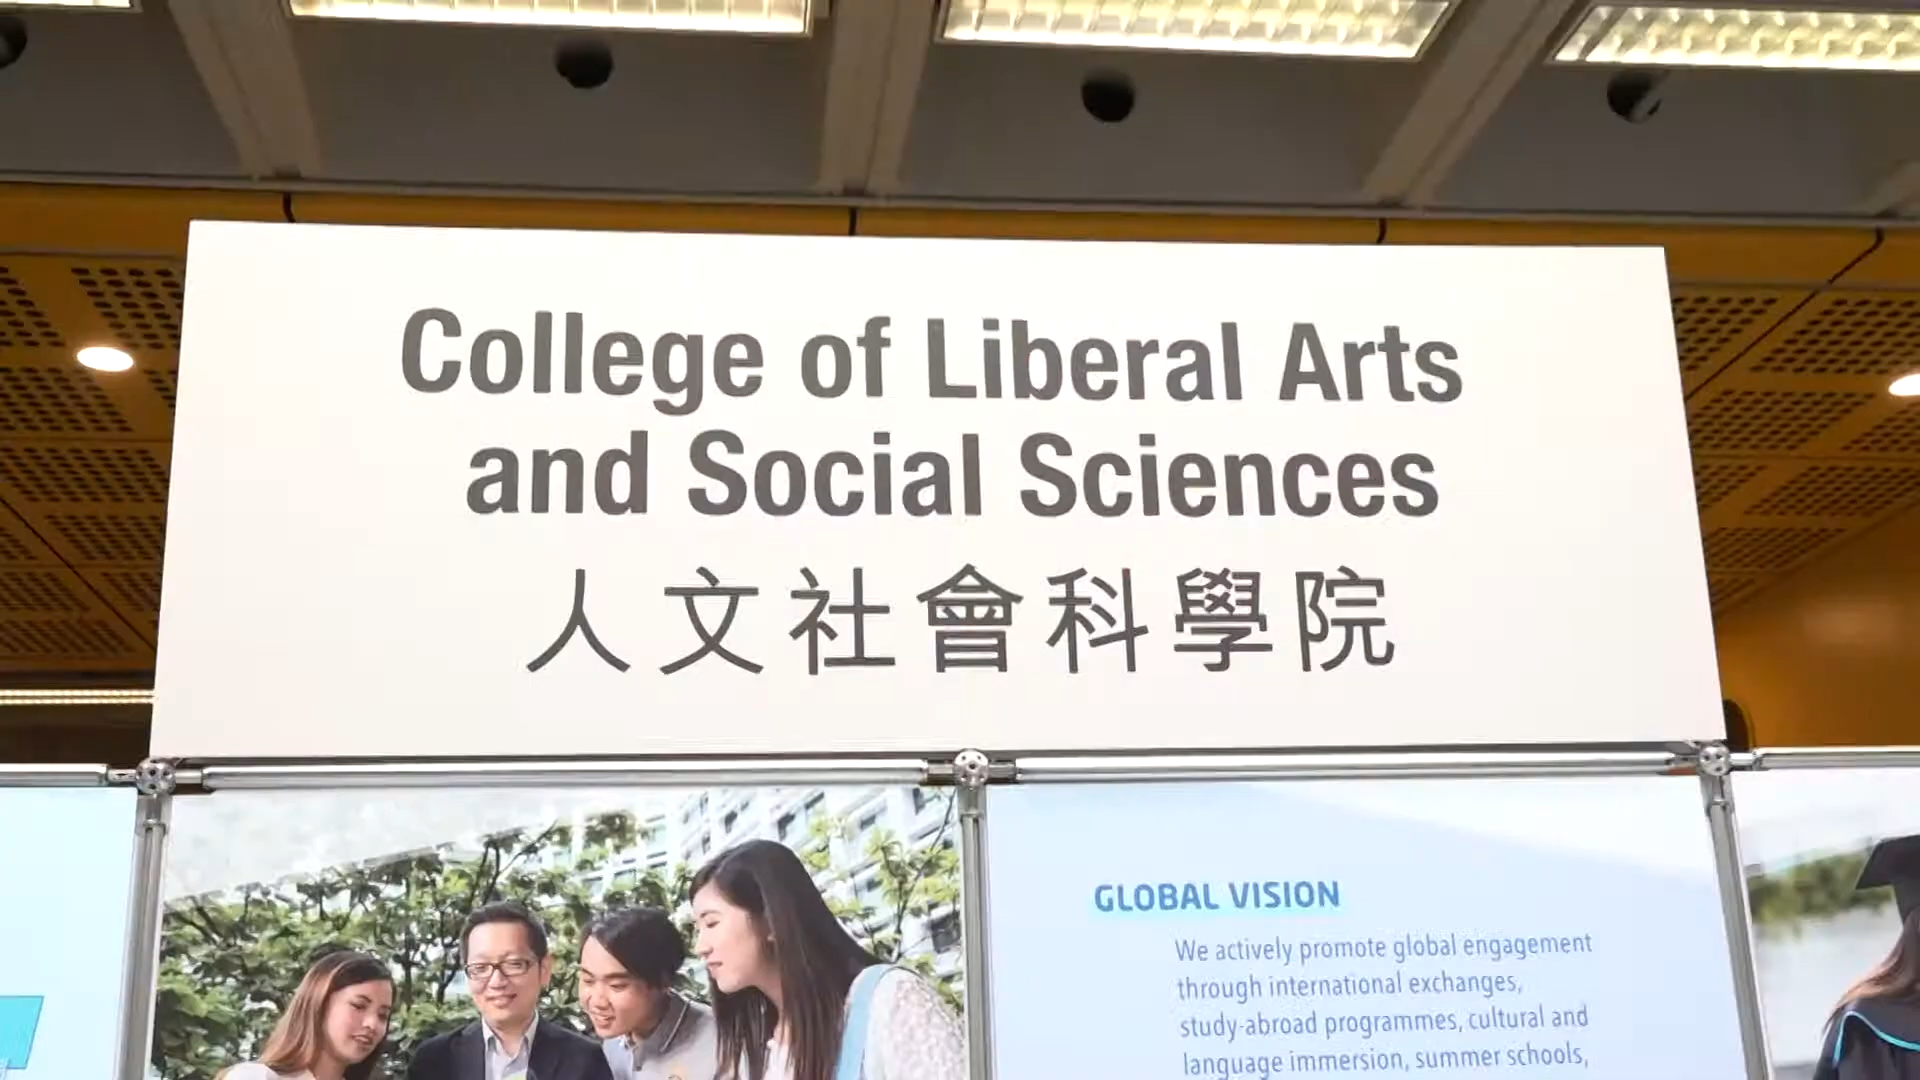 College of Liberal Arts
and Social Sciences
人文社會科學院
GLOBAL VISION
We actively promote global engagement
through international exchanges,
study-abroad programmes, cultural and
language immersion, summer schools,